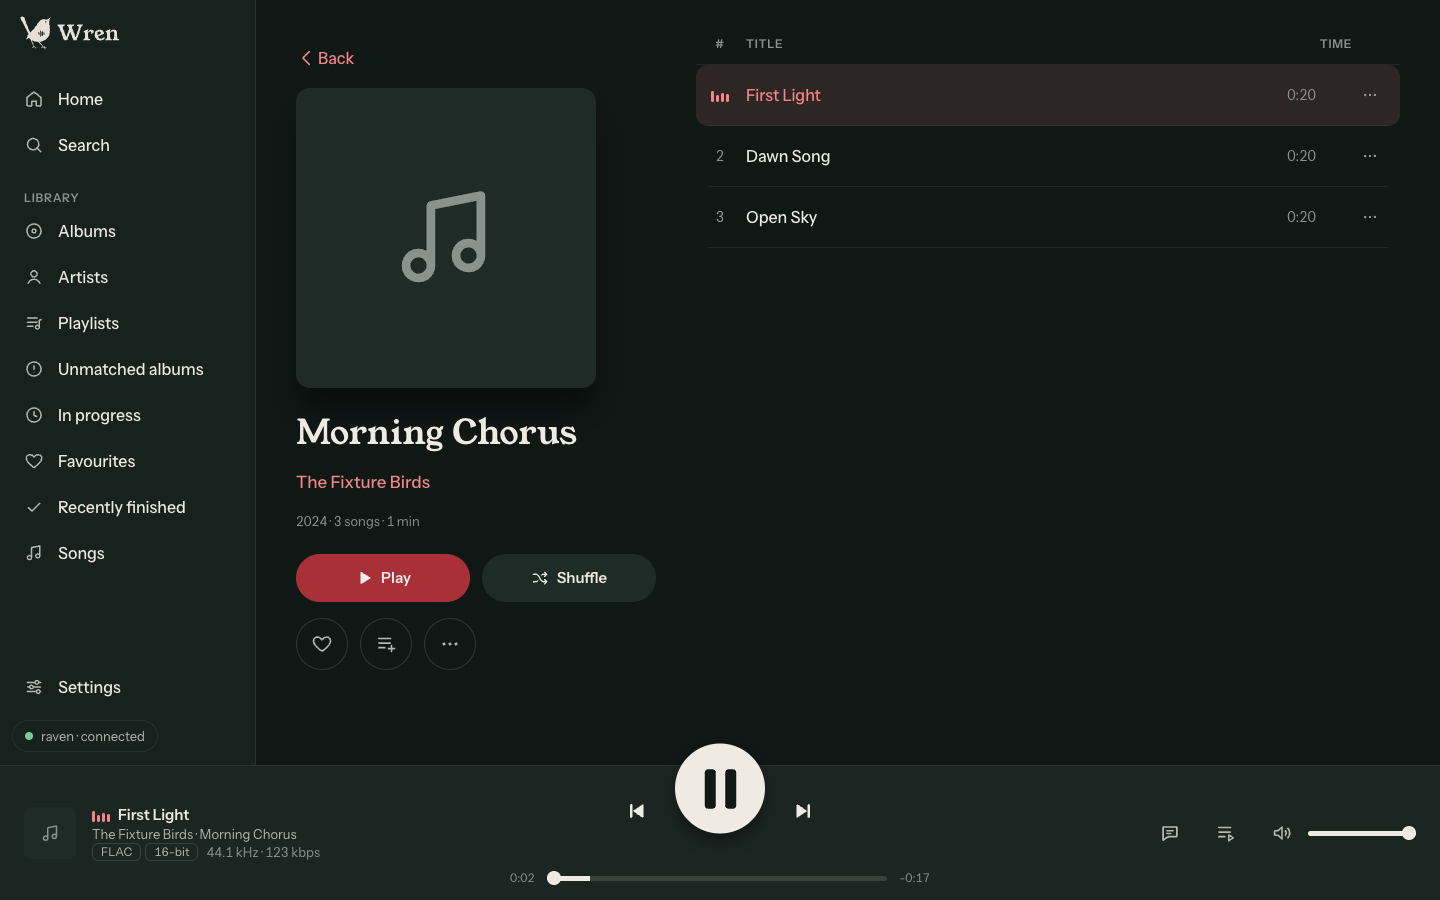 Wren
Home
Search
LIBRARY
Albums
Artists
Playlists
Unmatched albums
In progress
Favourites
Recently finished
Songs
Settings
raven · connected
Back
Morning Chorus
The Fixture Birds
2024 · 3 songs · 1 min
Play
Shuffle
# TITLE TIME
First Light 0:20
2 Dawn Song 0:20
3 Open Sky 0:20
First Light
The Fixture Birds · Morning Chorus
FLAC 16-bit 44.1 kHz · 123 kbps
0:02 -0:17